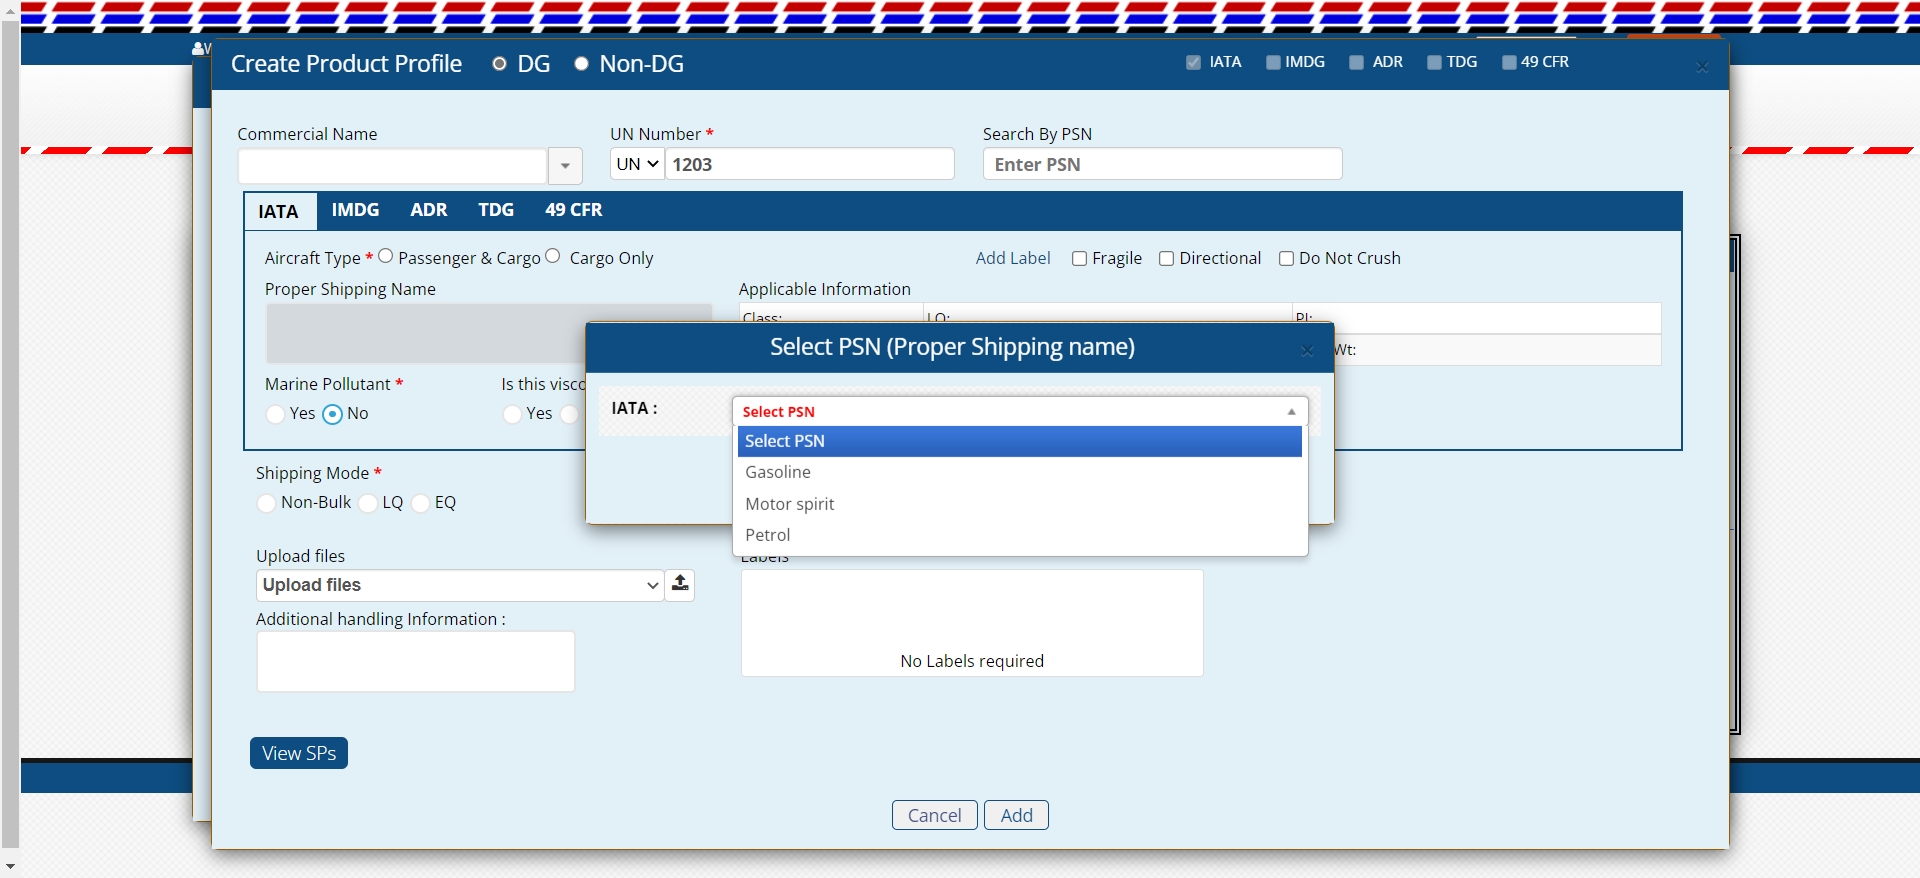 Create Product Profile DG Non-DG IATA IMDG ADR TDG 49 CFR
Commercial Name UN Number * Search By PSN
UN 1203 Enter PSN
IATA IMDG ADR TDG 49 CFR
Aircraft Type * Passenger & Cargo Cargo Only Add Label Fragile Directional Do Not Crush
Proper Shipping Name Applicable Information
Class: LQ: PI:
Wt:
Select PSN (Proper Shipping name)
Marine Pollutant * Is this
Yes No Yes
IATA :
Select PSN
Select PSN
Gasoline
Motor spirit
Petrol
Shipping Mode *
Non-Bulk LQ EQ
Upload files Labels
Upload files
Additional handling Information :
No Labels required
View SPs
Cancel Add